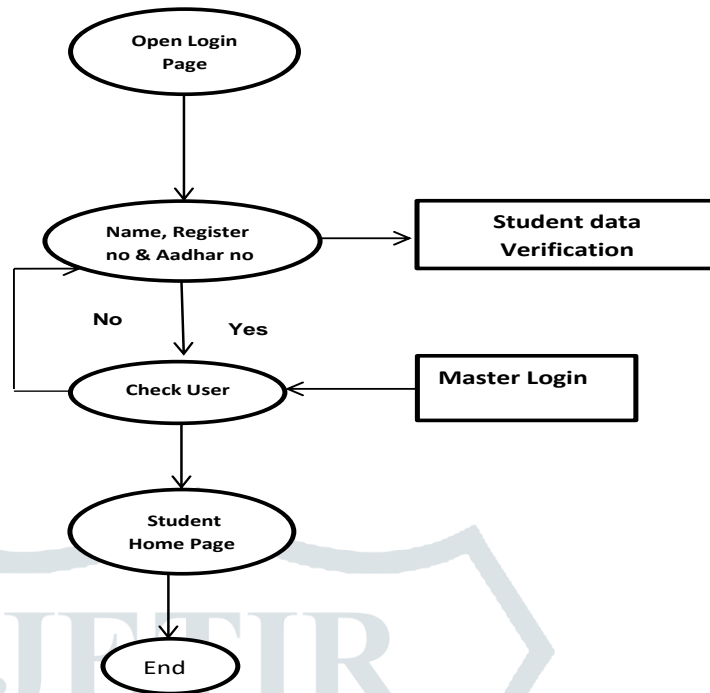 Open Login
Page
Name, Register
no & Aadhar no
Student data
Verification
No
Yes
Check User
Master Login
Student
Home Page
End
JETIR